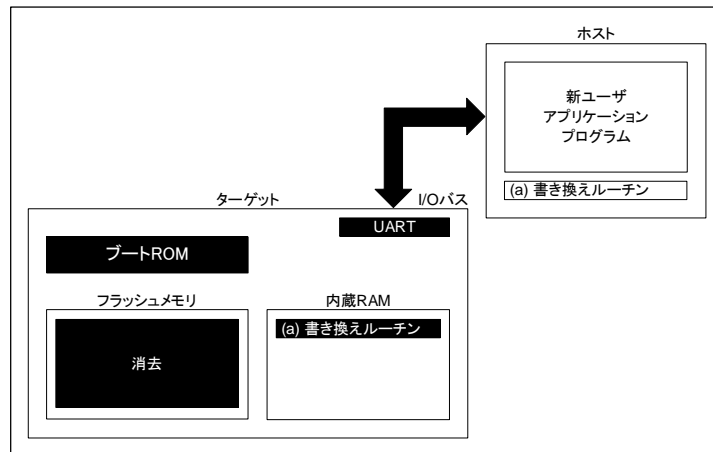 ホスト
新ユーザ
アプリケーション
プログラム
(a) 書き換えルーチン
ターゲット
I/Oバス
UART
ブートROM
フラッシュメモリ
内蔵RAM
(a) 書き換えルーチン
消去